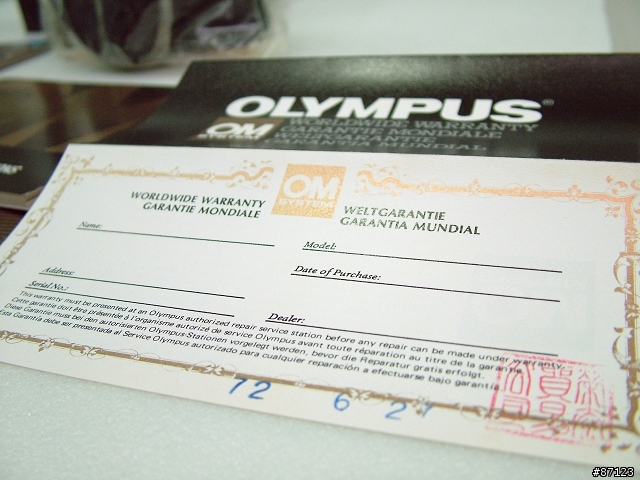 OLYMPUS®
OM WORLDWIDE WARRANTY
SYSTEM GARANTIE MONDIALE
WELTGARANTIE
GARANTIA MUNDIAL
WORLDWIDE WARRANTY
GARANTIE MONDIALE
OM
SYSTEM
WELTGARANTIE
GARANTIA MUNDIAL
Name:
Model:
Address:
Date of Purchase:
Serial No.:
Dealer:
This warranty must be presented at an Olympus authorized repair service station before any repair can be made under warranty.
Cette garantie doit être présentée à l'organisme autorizé de service Olympus avant toute réparation au titre de la garantie.
Diese Garantie muss bei den autorisierten Olympus-Stationen vorgelegt werden, bevor die Reparatur gratis erfolgt.
Esta Garantía debe ser presentada al Service Olympus autorizado para cualquier reparación a efectuarse bajo garantía.
72 6 27
#87123